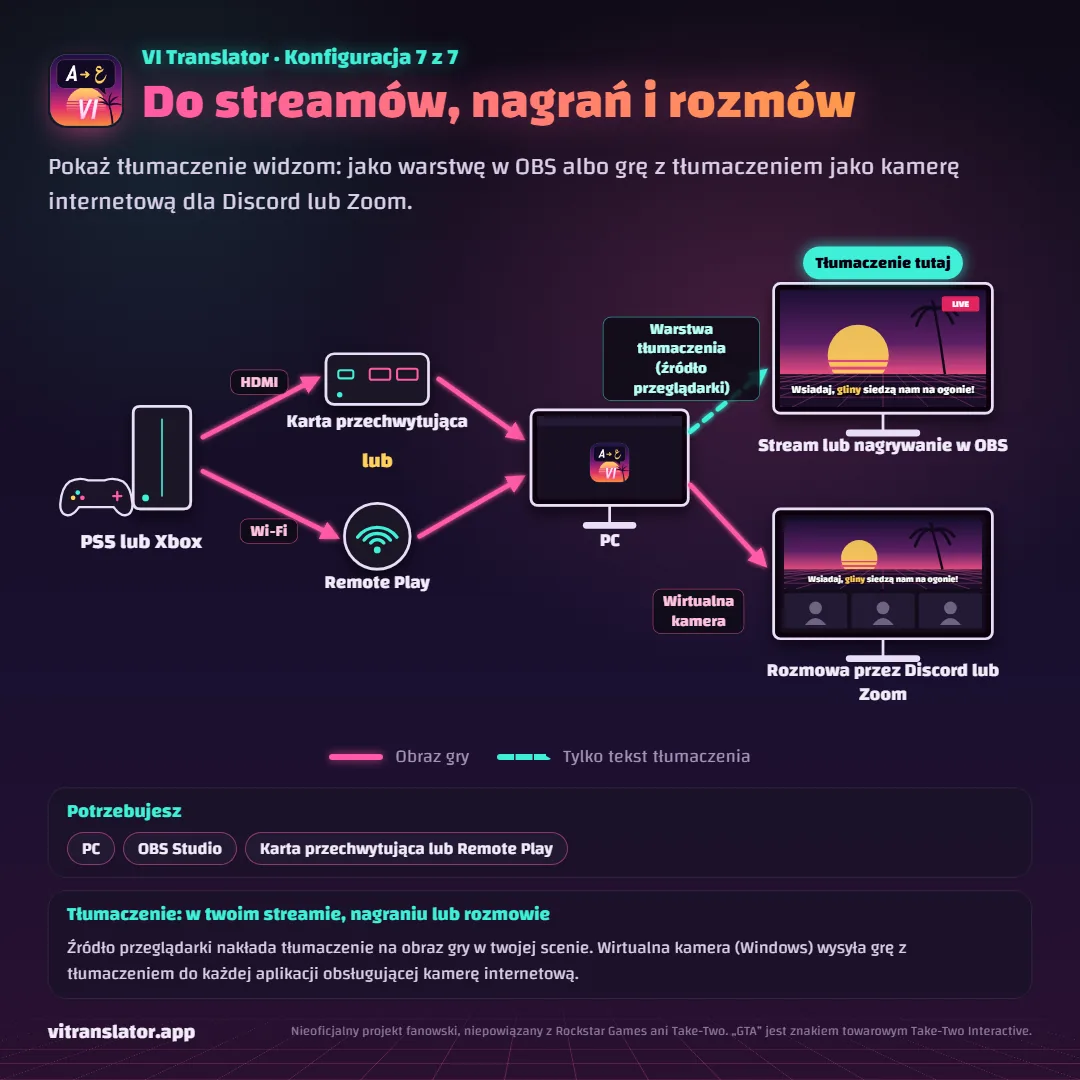 VI Translator · Konfiguracja 7 z 7
A→ع
VI
Do streamów, nagrań i rozmów
Pokaż tłumaczenie widzom: jako warstwę w OBS albo grę z tłumaczeniem jako kamerę
internetową dla Discord lub Zoom.
Tłumaczenie tutaj
LIVE
Wsiadaj, gliny siedzą nam na ogonie!
Stream lub nagrywanie w OBS
Warstwa
tłumaczenia
(źródło
przeglądarki)
HDMI
Karta przechwytująca
lub
Wi-Fi
Remote Play
PS5 lub Xbox
A→ع
VI
PC
Wirtualna
kamera
Wsiadaj, gliny siedzą nam na ogonie!
Rozmowa przez Discord lub
Zoom
Obraz gry
Tylko tekst tłumaczenia
Potrzebujesz
PC
OBS Studio
Karta przechwytująca lub Remote Play
Tłumaczenie: w twoim streamie, nagraniu lub rozmowie
Źródło przeglądarki nakłada tłumaczenie na obraz gry w twojej scenie. Wirtualna kamera (Windows) wysyła grę z
tłumaczeniem do każdej aplikacji obsługującej kamerę internetową.
vitranslator.app
Nieoficjalny projekt fanowski, niepowiązany z Rockstar Games ani Take-Two. „GTA” jest znakiem towarowym Take-Two Interactive.